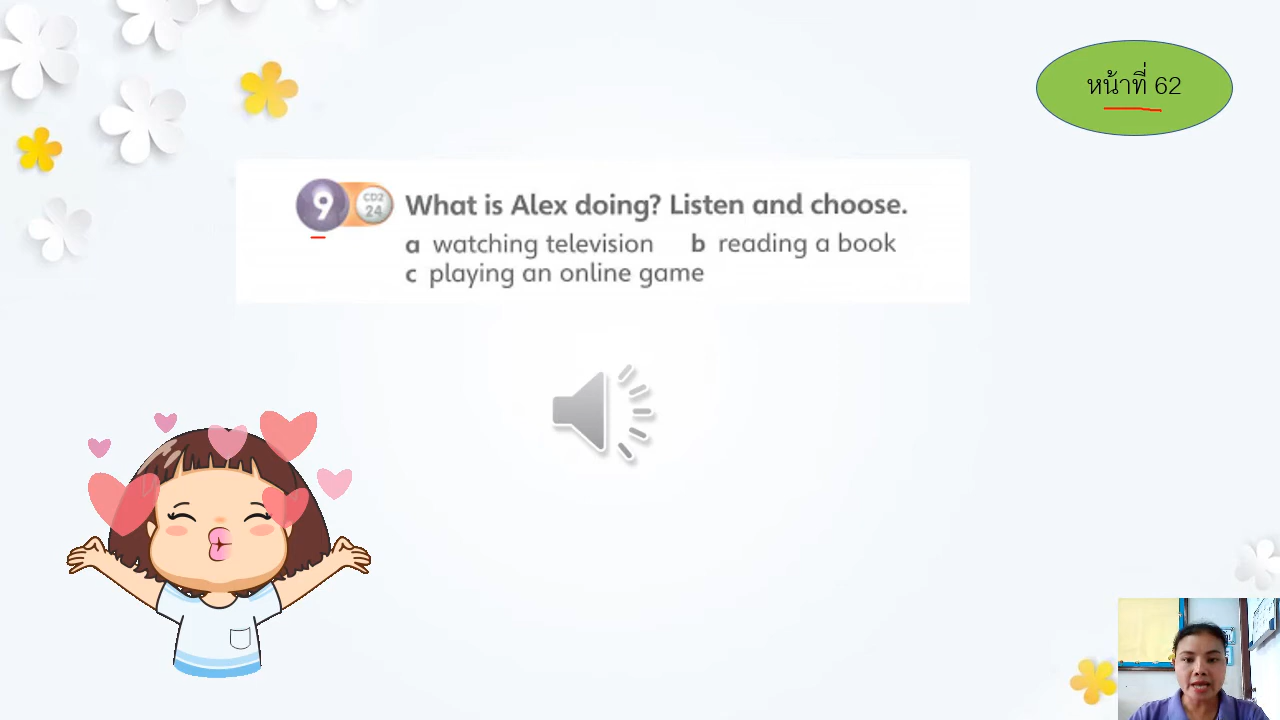 หน้าที่ 62
9 CD2 24 What is Alex doing? Listen and choose.
a watching television b reading a book
c playing an online game